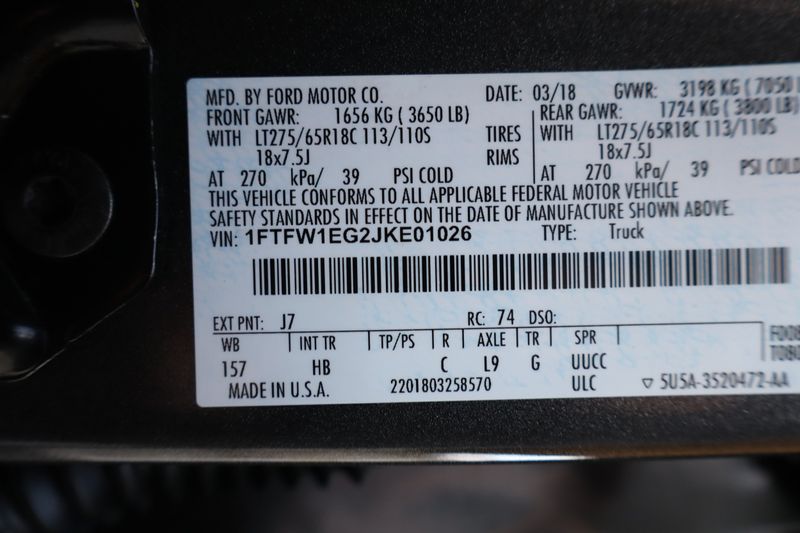 MFD. BY FORD MOTOR CO. DATE: 03/18 GVWR: 3198 KG ( 7050 L
FRONT GAWR: 1656 KG ( 3650 LB) REAR GAWR: 1724 KG ( 3800 LB)
WITH LT275/65R18C 113/110S TIRES WITH LT275/65R18C 113/110S
18x7.5J RIMS 18x7.5J
AT 270 kPa/ 39 PSI COLD AT 270 kPa/ 39 PSI COLD
THIS VEHICLE CONFORMS TO ALL APPLICABLE FEDERAL MOTOR VEHICLE
SAFETY STANDARDS IN EFFECT ON THE DATE OF MANUFACTURE SHOWN ABOVE.
VIN: 1FTFW1EG2JKE01026 TYPE: Truck
EXT PNT: J7 RC: 74 DSO:
WB INT TR TP/PS R AXLE TR SPR
157 HB C L9 G UUCC
MADE IN U.S.A. 2201803258570 ULC ▽ 5U5A-3520472-AA